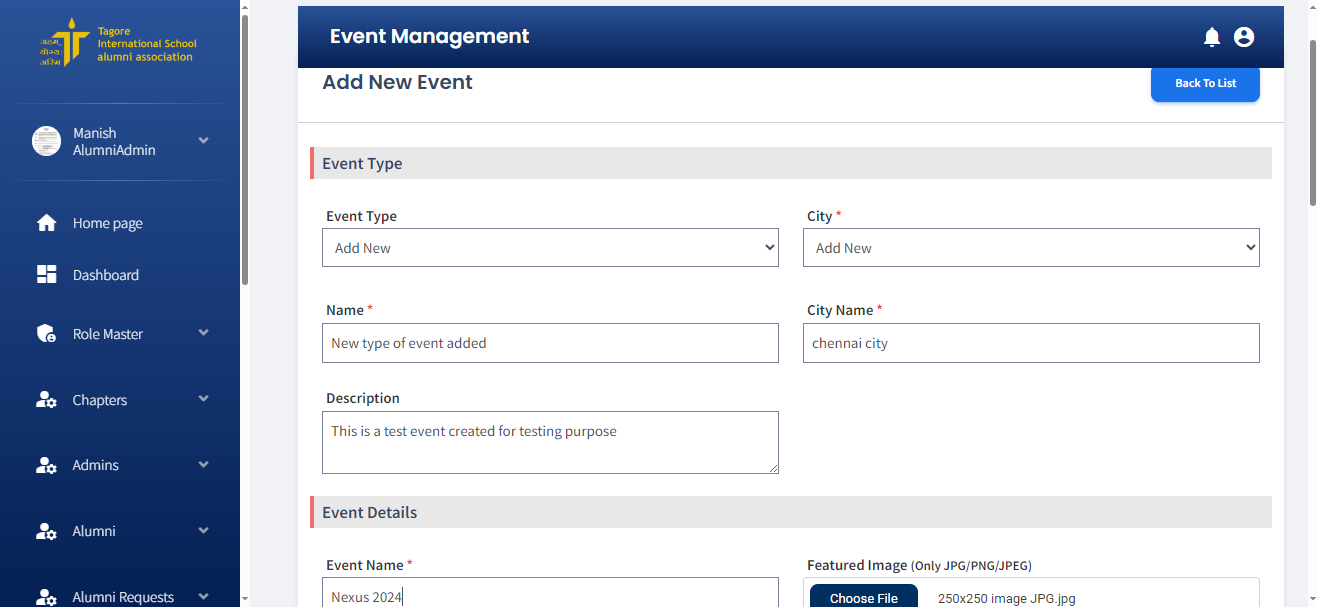 Tagore
International School
alumni association
अहम्
योग्यः
अस्मि
Manish
AlumniAdmin
Home page
Dashboard
Role Master
Chapters
Admins
Alumni
Alumni Requests
Event Management
Add New Event
Back To List
Event Type
Event Type
City *
Add New
Add New
Name *
City Name *
New type of event added
chennai city
Description
This is a test event created for testing purpose
Event Details
Event Name *
Featured Image (Only JPG/PNG/JPEG)
Nexus 2024
Choose File
250x250 image JPG.jpg